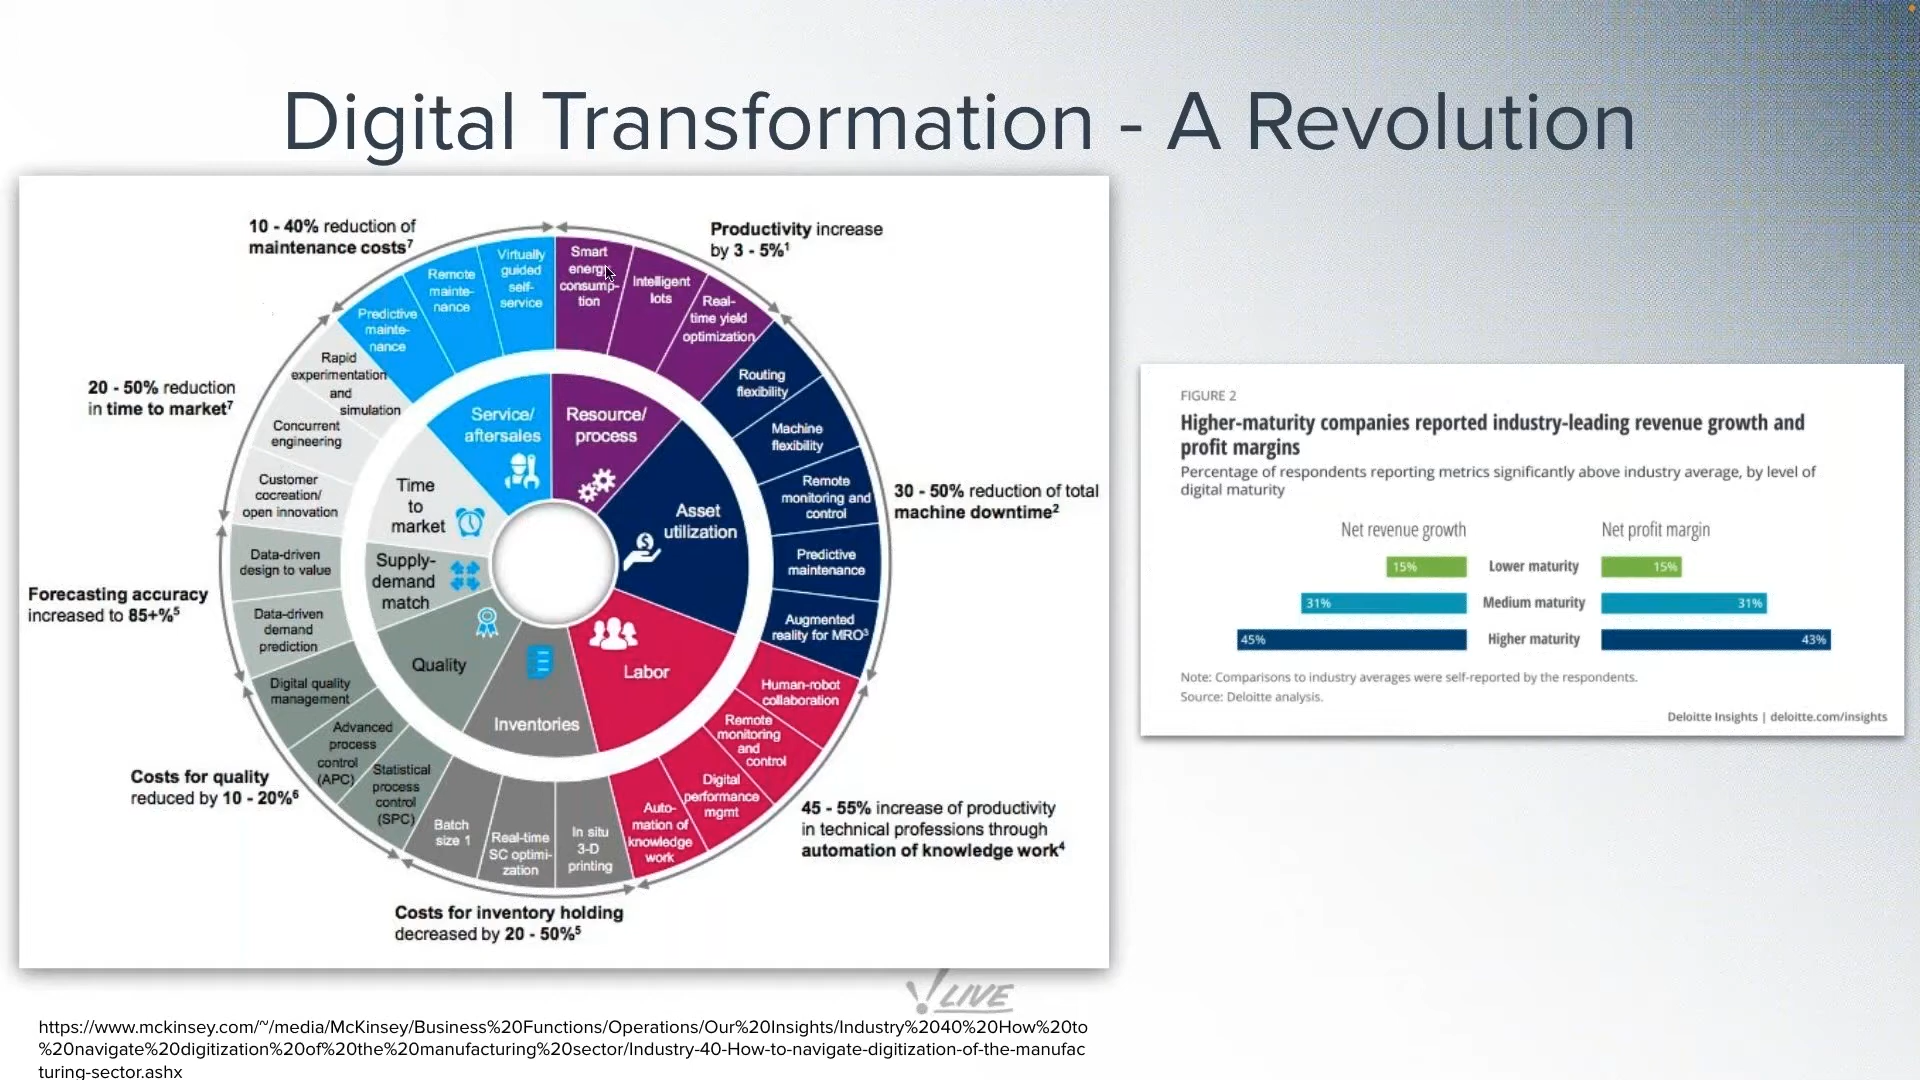 Digital Transformation - A Revolution
10 - 40% reduction of
maintenance costs⁷
Productivity increase
by 3 - 5%¹
20 - 50% reduction
in time to market⁷
30 - 50% reduction of total
machine downtime²
Forecasting accuracy
increased to 85+%⁵
Costs for quality
reduced by 10 - 20%⁶
45 - 55% increase of productivity
in technical professions through
automation of knowledge work⁴
Costs for inventory holding
decreased by 20 - 50%⁵
Predictive
mainte-
nance
Remote
mainte-
nance
Virtually
guided
self-
service
Smart
energy
consump-
tion
Intelligent
lots
Real-
time yield
optimization
Routing
flexibility
Machine
flexibility
Remote
monitoring and
control
Predictive
maintenance
Augmented
reality for MRO³
Human-robot
collaboration
Remote
monitoring
and
control
Digital
performance
mgmt
Auto-
mation of
knowledge
work
In situ
3-D
printing
Real-time
SC optimi-
zation
Batch
size 1
Statistical
process
control
(SPC)
Advanced
process
control
(APC)
Digital quality
management
Data-driven
demand
prediction
Data-driven
design to value
Customer
cocreation/
open innovation
Concurrent
engineering
Rapid
experimentation
and
simulation
Service/
aftersales
Resource/
process
Asset
utilization
$
Labor
Inventories
Quality
Supply-
demand
match
Time
to
market
FIGURE 2
Higher-maturity companies reported industry-leading revenue growth and
profit margins
Percentage of respondents reporting metrics significantly above industry average, by level of
digital maturity
Net revenue growth
Net profit margin
15% Lower maturity 15%
31% Medium maturity 31%
45% Higher maturity 43%
Note: Comparisons to industry averages were self-reported by the respondents.
Source: Deloitte analysis.
Deloitte Insights | deloitte.com/insights
LIVE
https://www.mckinsey.com/~/media/McKinsey/Business%20Functions/Operations/Our%20Insights/Industry%2040%20How%20to
%20navigate%20digitization%20of%20the%20manufacturing%20sector/Industry-40-How-to-navigate-digitization-of-the-manufac
turing-sector.ashx